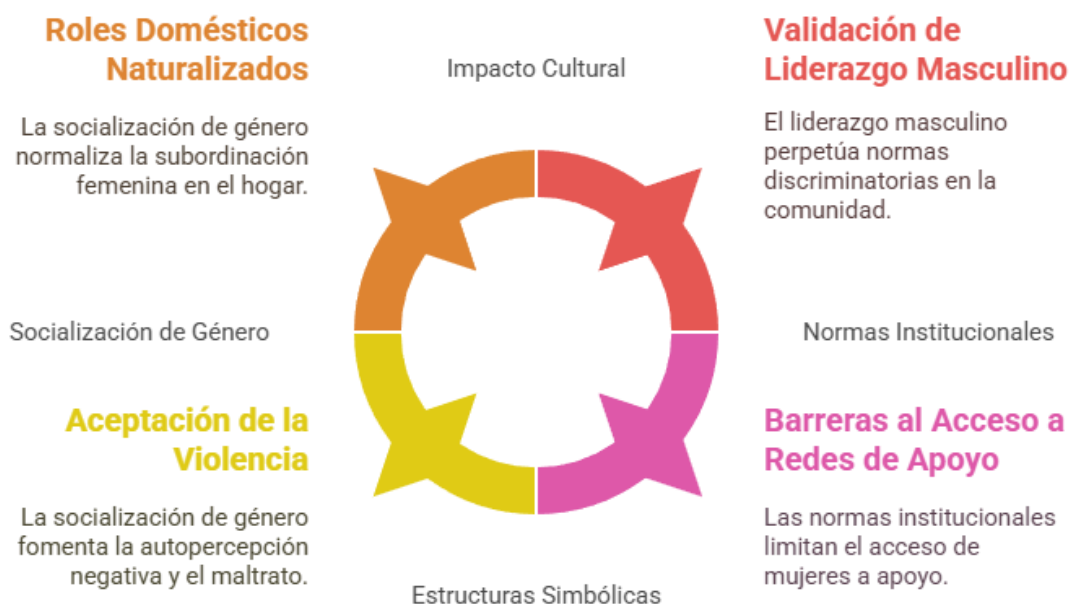 Roles Domésticos
Naturalizados
La socialización de género
normaliza la subordinación
femenina en el hogar.
Impacto Cultural
Validación de
Liderazgo Masculino
El liderazgo masculino
perpetúa normas
discriminatorias en la
comunidad.
Socialización de Género
Normas Institucionales
Aceptación de la
Violencia
La socialización de género
fomenta la autopercepción
negativa y el maltrato.
Estructuras Simbólicas
Barreras al Acceso a
Redes de Apoyo
Las normas institucionales
limitan el acceso de
mujeres a apoyo.